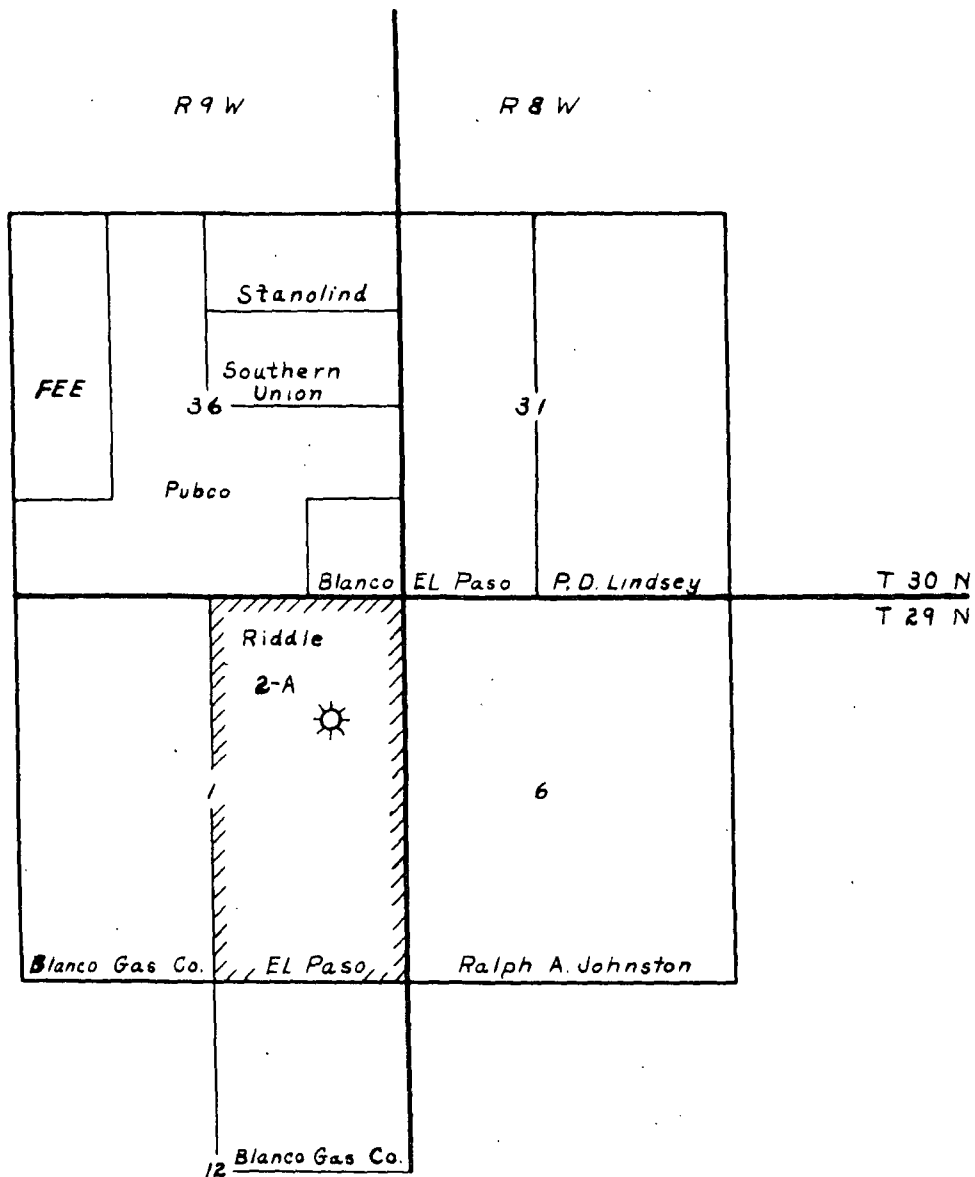 R 9 W
R 8 W
Stanolind
Southern
Union
FEE
36
31
Pubco
Blanco
EL Paso
P.D. Lindsey
T 30 N
T 29 N
Riddle
2-A
1
6
Blanco Gas Co.
EL Paso
Ralph A. Johnston
12
Blanco Gas Co.